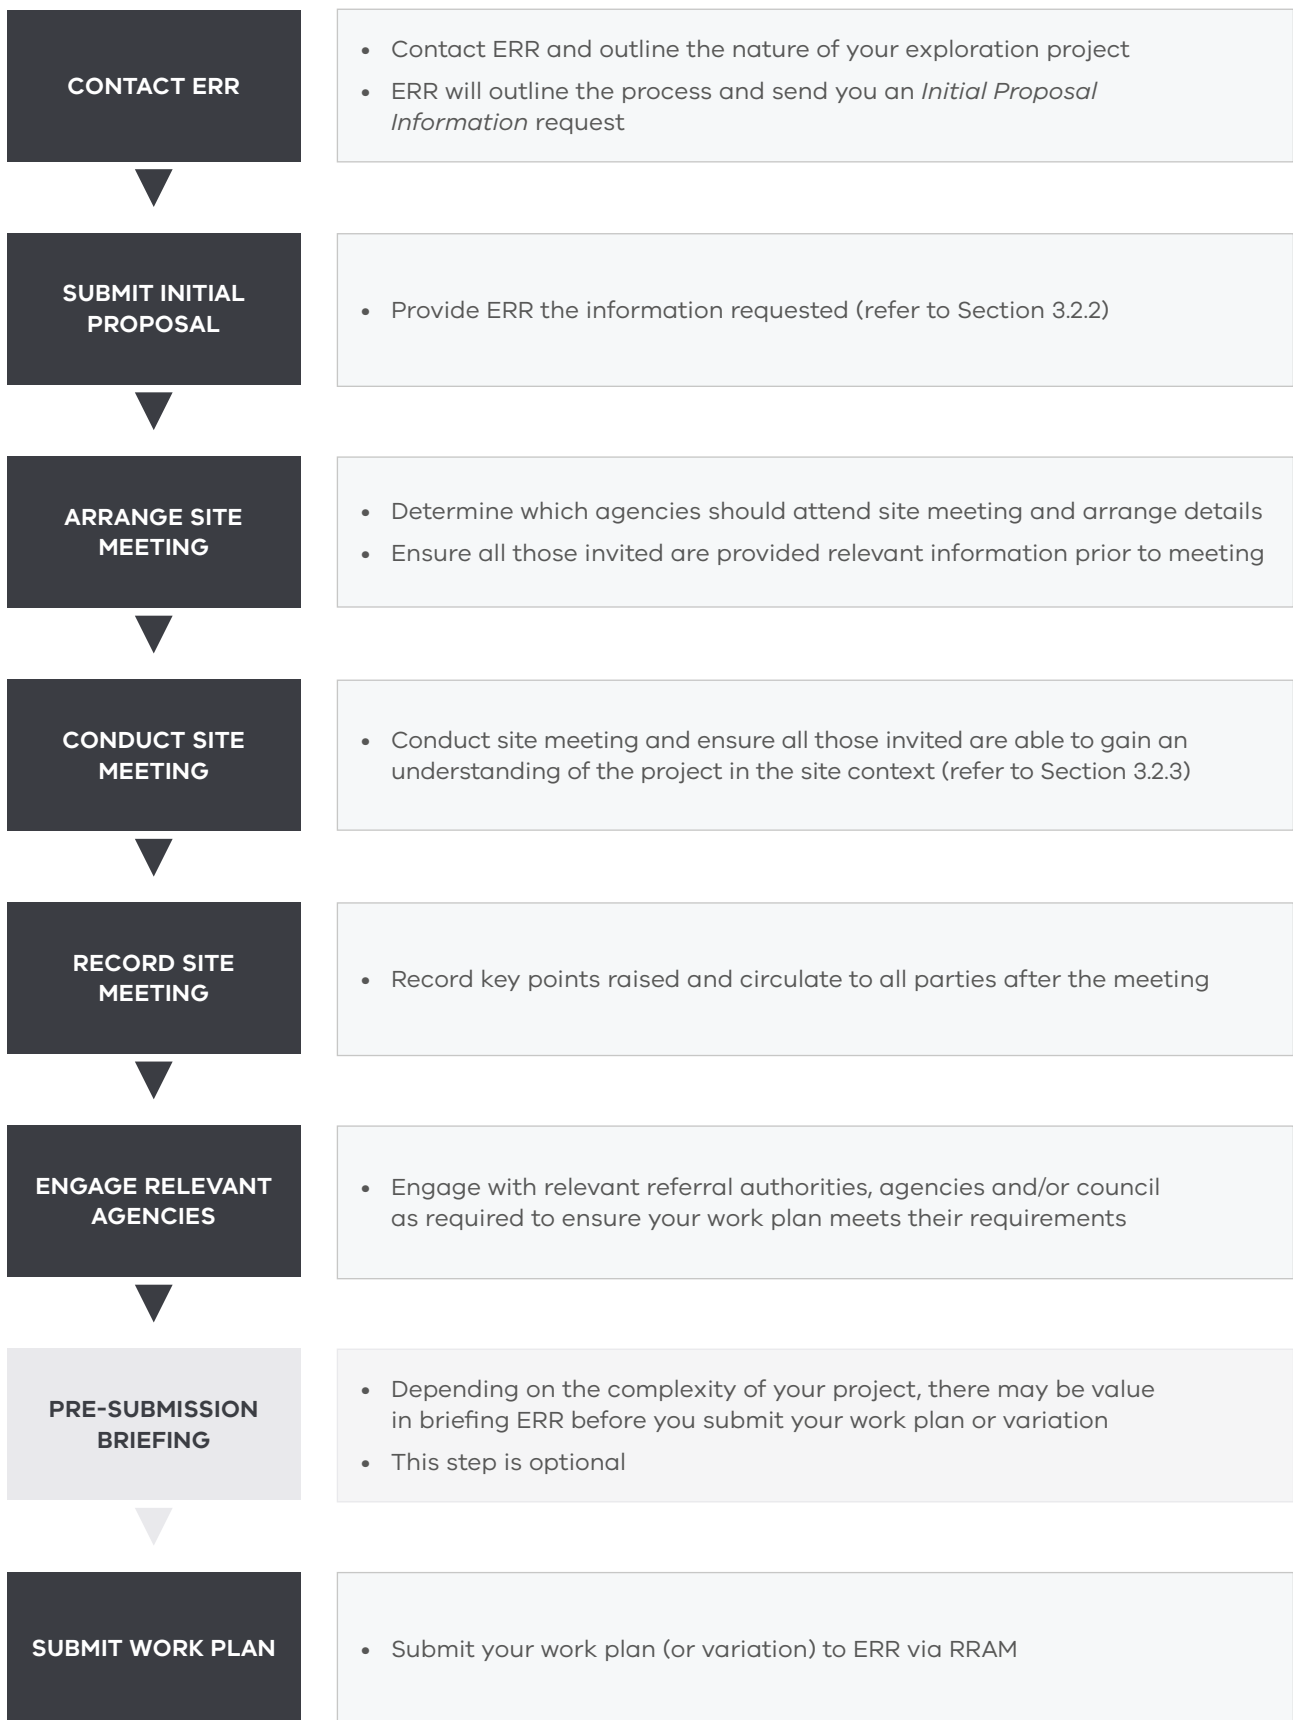 CONTACT ERR
• Contact ERR and outline the nature of your exploration project
• ERR will outline the process and send you an Initial Proposal
Information request
SUBMIT INITIAL
PROPOSAL
• Provide ERR the information requested (refer to Section 3.2.2)
ARRANGE SITE
MEETING
• Determine which agencies should attend site meeting and arrange details
• Ensure all those invited are provided relevant information prior to meeting
CONDUCT SITE
MEETING
• Conduct site meeting and ensure all those invited are able to gain an
understanding of the project in the site context (refer to Section 3.2.3)
RECORD SITE
MEETING
• Record key points raised and circulate to all parties after the meeting
ENGAGE RELEVANT
AGENCIES
• Engage with relevant referral authorities, agencies and/or council
as required to ensure your work plan meets their requirements
PRE-SUBMISSION
BRIEFING
• Depending on the complexity of your project, there may be value
in briefing ERR before you submit your work plan or variation
• This step is optional
SUBMIT WORK PLAN
• Submit your work plan (or variation) to ERR via RRAM